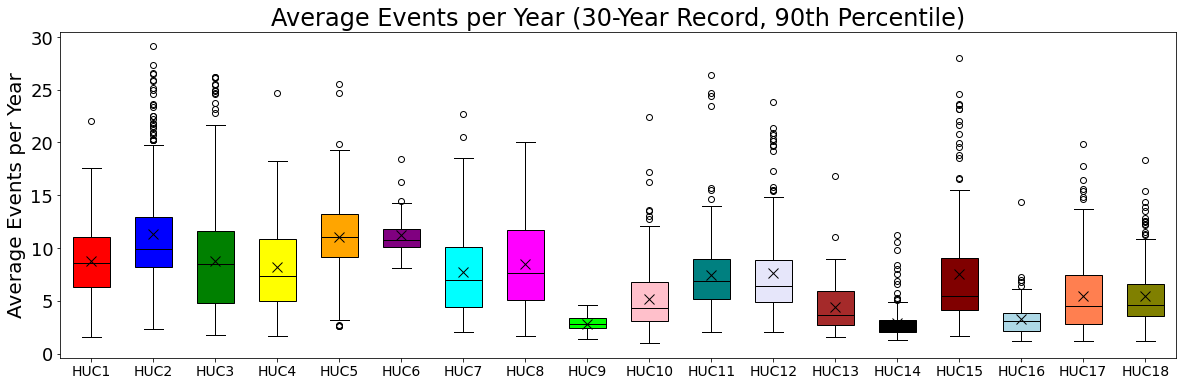 Average Events per Year (30-Year Record, 90th Percentile)
Average Events per Year
30
25
20
15
10
5
0
HUC1 HUC2 HUC3 HUC4 HUC5 HUC6 HUC7 HUC8 HUC9 HUC10 HUC11 HUC12 HUC13 HUC14 HUC15 HUC16 HUC17 HUC18